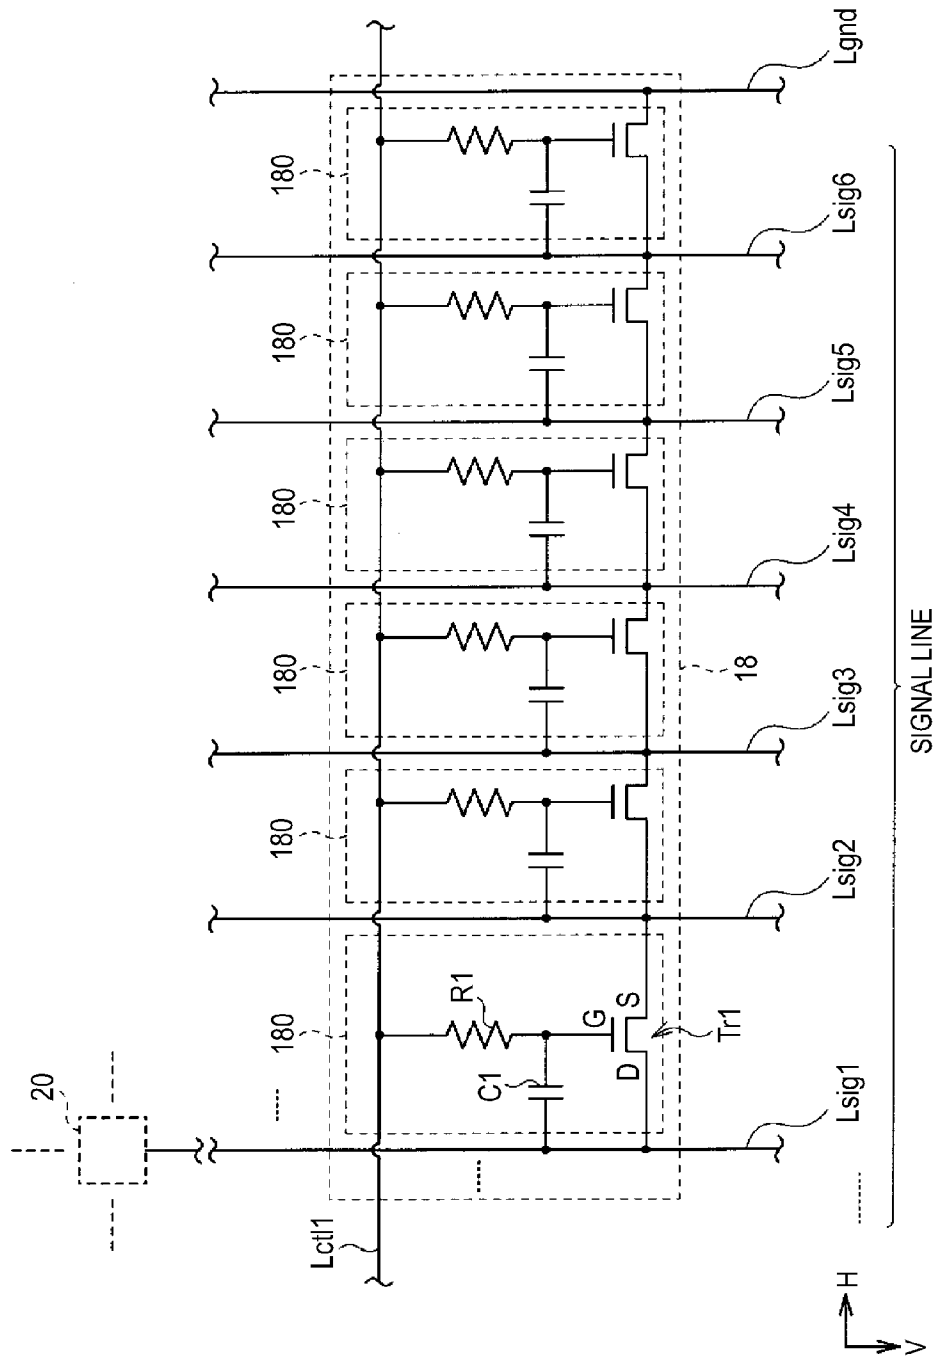 20
Lctl1
180
180
180
180
180
180
R1
C1
G
D
S
Tr1
18
Lsig1
Lsig2
Lsig3
Lsig4
Lsig5
Lsig6
Lgnd
SIGNAL LINE
H
V